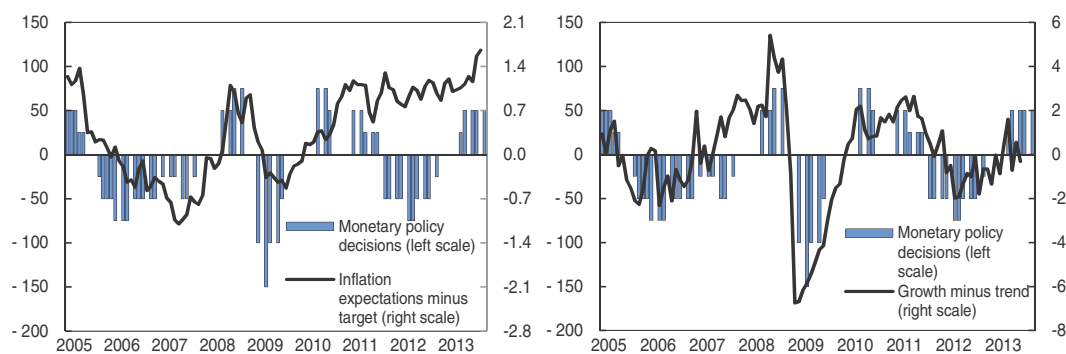 150
100
50
0
- 50
- 100
- 150
- 200
2.1
1.4
0.7
0.0
-0.7
-1.4
-2.1
-2.8
Monetary policy
decisions (left scale)
Inflation
expectations minus
target (right scale)
2005 2006 2007 2008 2009 2010 2011 2012 2013
150
100
50
0
- 50
- 100
- 150
- 200
6
4
2
0
-2
-4
-6
-8
Monetary policy
decisions (left
scale)
Growth minus trend
(right scale)
2005 2006 2007 2008 2009 2010 2011 2012 2013